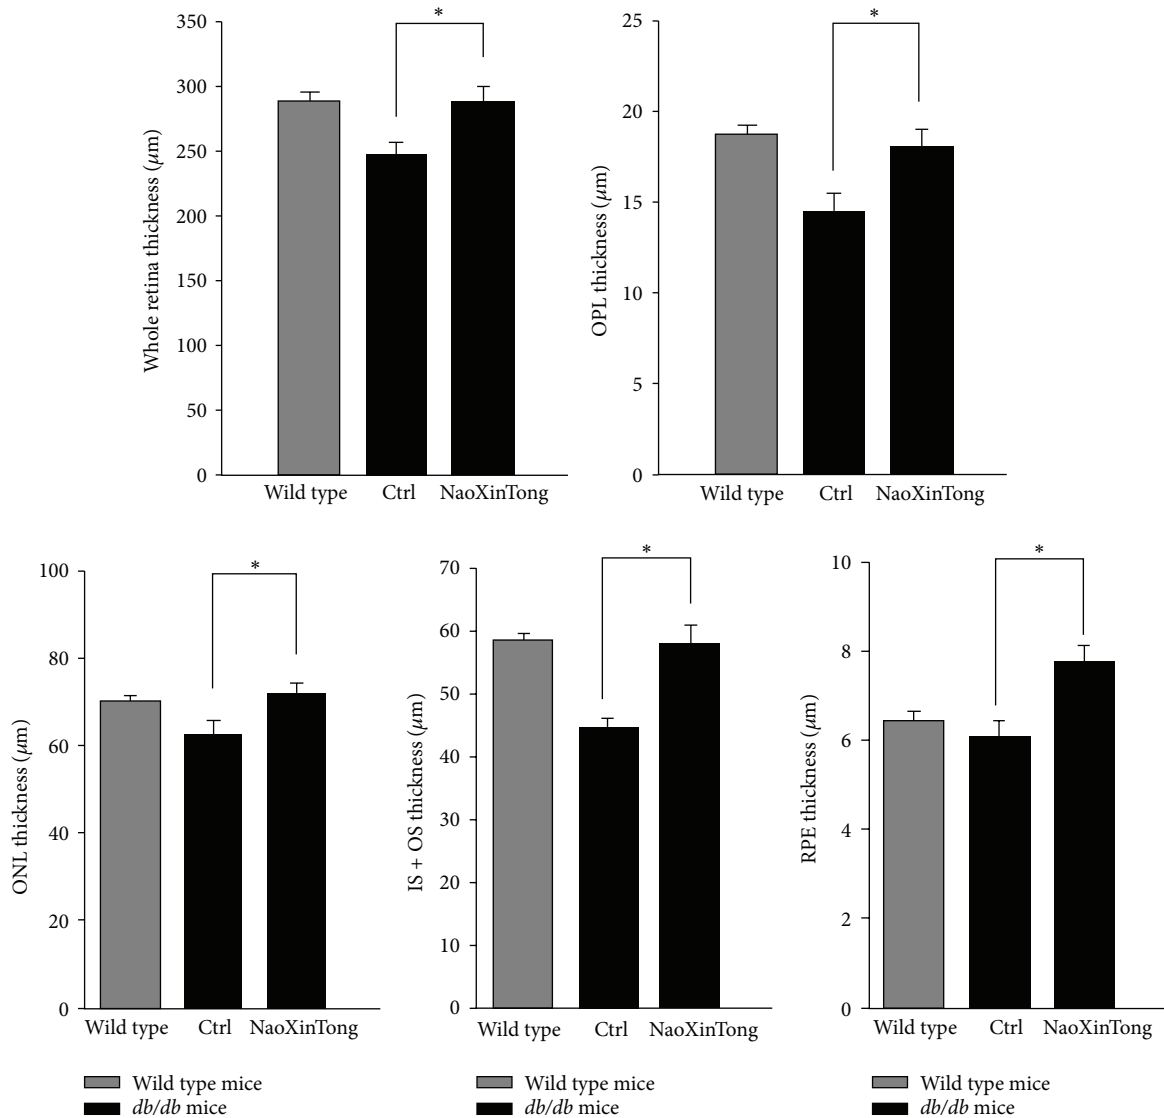 Whole retina thickness (μm)
350
300
250
200
150
100
50
0
*
Wild type
Ctrl
NaoXinTong
OPL thickness (μm)
25
20
15
10
5
0
*
Wild type
Ctrl
NaoXinTong
ONL thickness (μm)
100
80
60
40
20
0
*
Wild type
Ctrl
NaoXinTong
Wild type mice
db/db mice
IS + OS thickness (μm)
70
60
50
40
30
20
10
0
*
Wild type
Ctrl
NaoXinTong
Wild type mice
db/db mice
RPE thickness (μm)
10
8
6
4
2
0
*
Wild type
Ctrl
NaoXinTong
Wild type mice
db/db mice